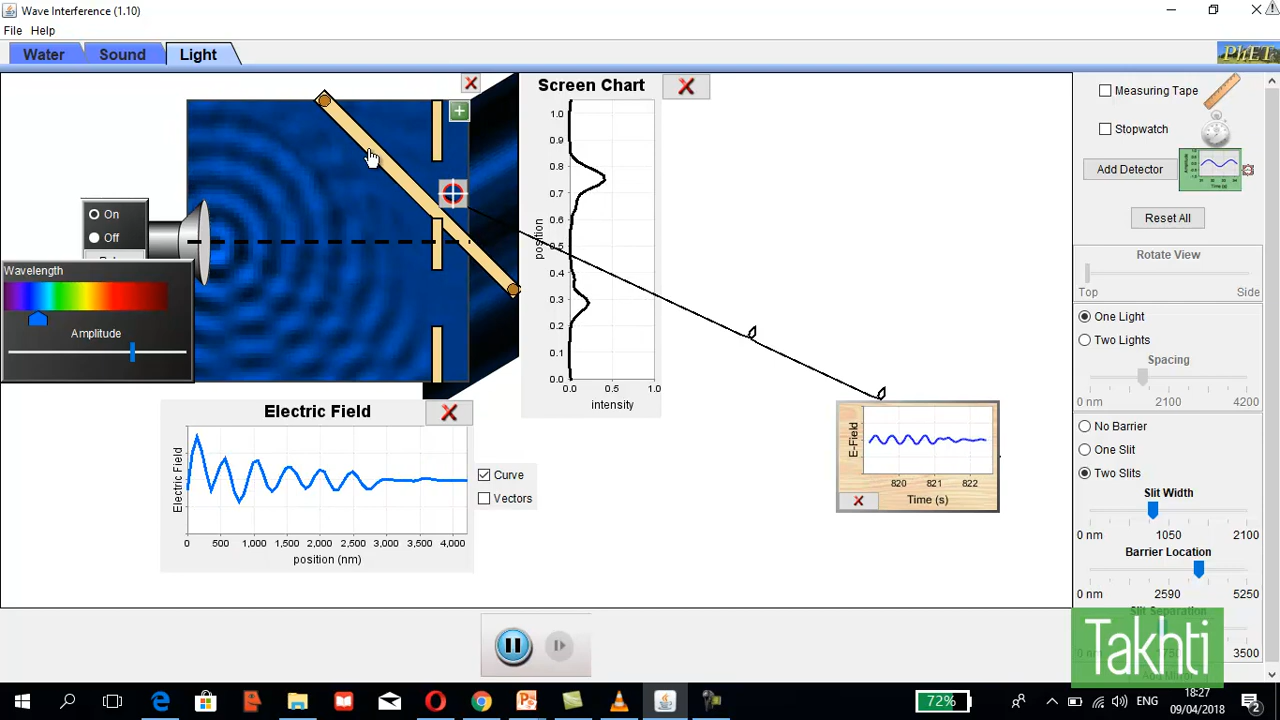 Wave Interference (1.10)
File Help
Water Sound Light
PhET
Screen Chart
1.0
0.9
0.8
0.7
0.6
0.5
0.4
0.3
0.2
0.1
0.0
position
0.0 0.5 1.0
intensity
On
Off
Wavelength
Amplitude
Electric Field
Electric Field
Curve
Vectors
0 500 1,000 1,500 2,000 2,500 3,000 3,500 4,000
position (nm)
E-Field
820 821 822
Time (s)
Measuring Tape
Stopwatch
Add Detector
Reset All
Rotate View
Top Side
One Light
Two Lights
Spacing
0 nm 2100 4200
No Barrier
One Slit
Two Slits
Slit Width
0 nm 1050 2100
Barrier Location
0 nm 2590 5250
Slit Separation
3500
Takhti
72%
ENG
18:27
09/04/2018
2